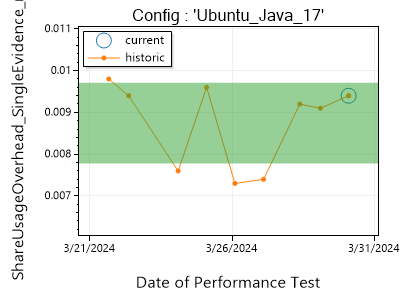 Config : 'Ubuntu_Java_17'
current
historic
0.011
0.01
0.009
0.008
0.007
ShareUsageOverhead_SingleEvidence_
3/21/2024
3/26/2024
3/31/2024
Date of Performance Test